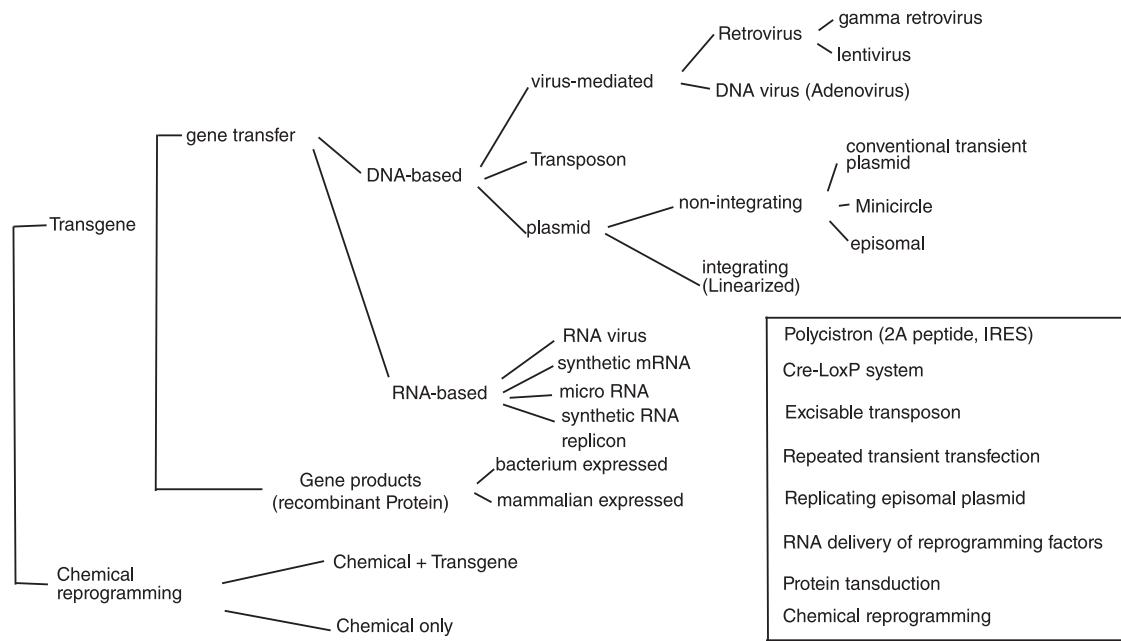 gamma retrovirus
Retrovirus
lentivirus
virus-mediated
DNA virus (Adenovirus)
gene transfer
conventional transient
plasmid
Transposon
DNA-based
non-integrating
Minicircle
Transgene
plasmid
episomal
integrating
(Linearized)
RNA virus
synthetic mRNA
RNA-based
micro RNA
synthetic RNA
replicon
bacterium expressed
Gene products
(recombinant Protein)
mammalian expressed
Chemical + Transgene
Chemical
reprogramming
Chemical only
Polycistron (2A peptide, IRES)
Cre-LoxP system
Excisable transposon
Repeated transient transfection
Replicating episomal plasmid
RNA delivery of reprogramming factors
Protein tansduction
Chemical reprogramming